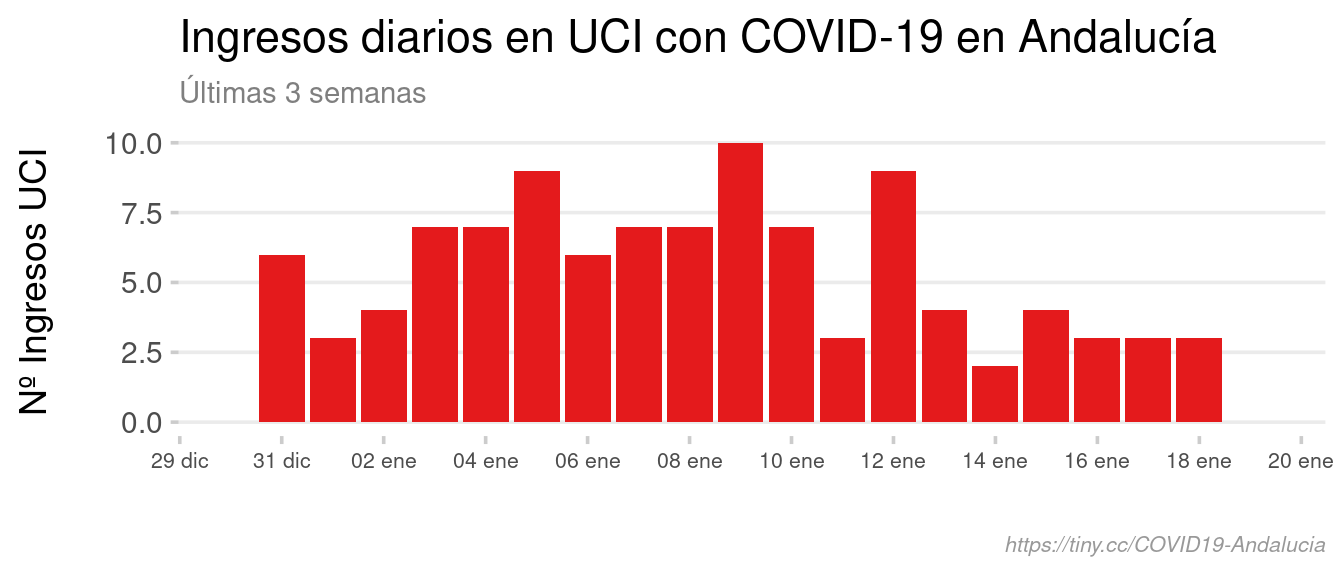 Ingresos diarios en UCI con COVID-19 en Andalucía
Últimas 3 semanas
Nº Ingresos UCI
10.0
7.5
5.0
2.5
0.0
29 dic 31 dic 02 ene 04 ene 06 ene 08 ene 10 ene 12 ene 14 ene 16 ene 18 ene 20 ene
https://tiny.cc/COVID19-Andalucia